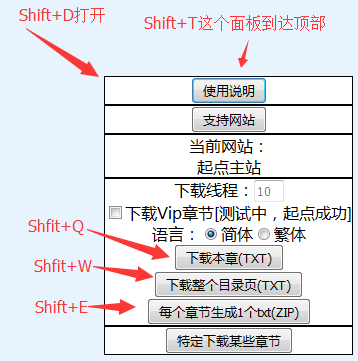 Shift+D打开
Shift+T这个面板到达顶部
使用说明
支持网站
当前网站：
起点主站
下载线程：10
下载Vip章节[测试中，起点成功]
语言：简体 繁体
Shfit+Q
下载本章(TXT)
Shfit+W
下载整个目录页(TXT)
Shift+E
每个章节生成1个txt(ZIP)
特定下载某些章节